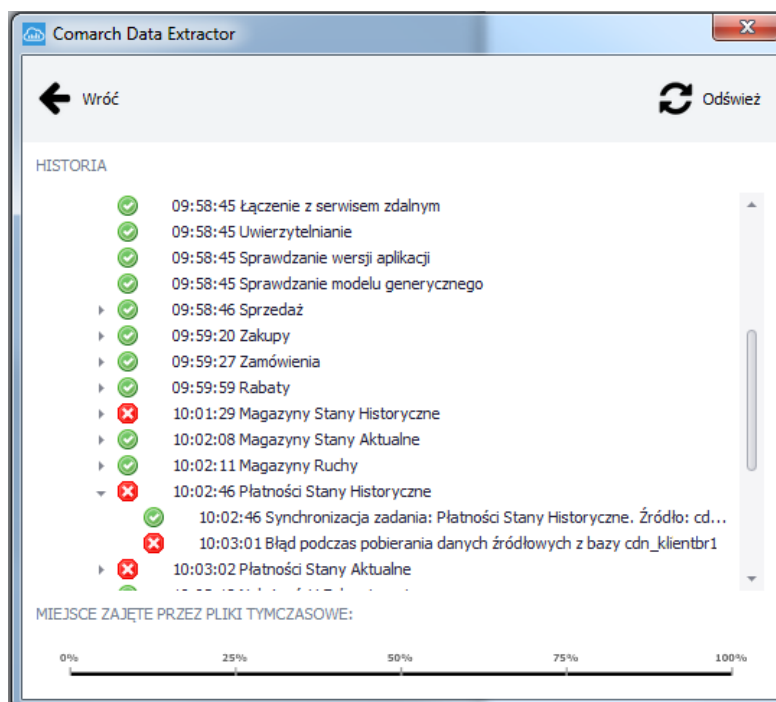 Comarch Data Extractor
Wróć
Odśwież
HISTORIA
09:58:45 Łączenie z serwisem zdalnym
09:58:45 Uwierzytelnianie
09:58:45 Sprawdzanie wersji aplikacji
09:58:45 Sprawdzanie modelu generycznego
09:58:46 Sprzedaż
09:59:20 Zakupy
09:59:27 Zamówienia
09:59:59 Rabaty
10:01:29 Magazyny Stany Historyczne
10:02:08 Magazyny Stany Aktualne
10:02:11 Magazyny Ruchy
10:02:46 Płatności Stany Historyczne
10:02:46 Synchronizacja zadania: Płatności Stany Historyczne. Źródło: cd...
10:03:01 Błąd podczas pobierania danych źródłowych z bazy cdn_klientbr1
10:03:02 Płatności Stany Aktualne
MIEJSCE ZAJĘTE PRZEZ PLIKI TYMCZASOWE:
0% 25% 50% 75% 100%